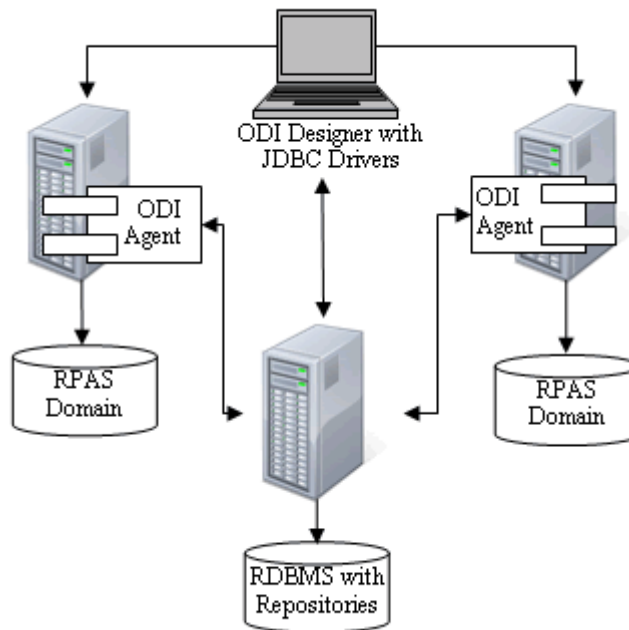 ODI Designer with
JDBC Drivers
ODI
Agent
ODI
Agent
RPAS
Domain
RPAS
Domain
RDBMS with
Repositories